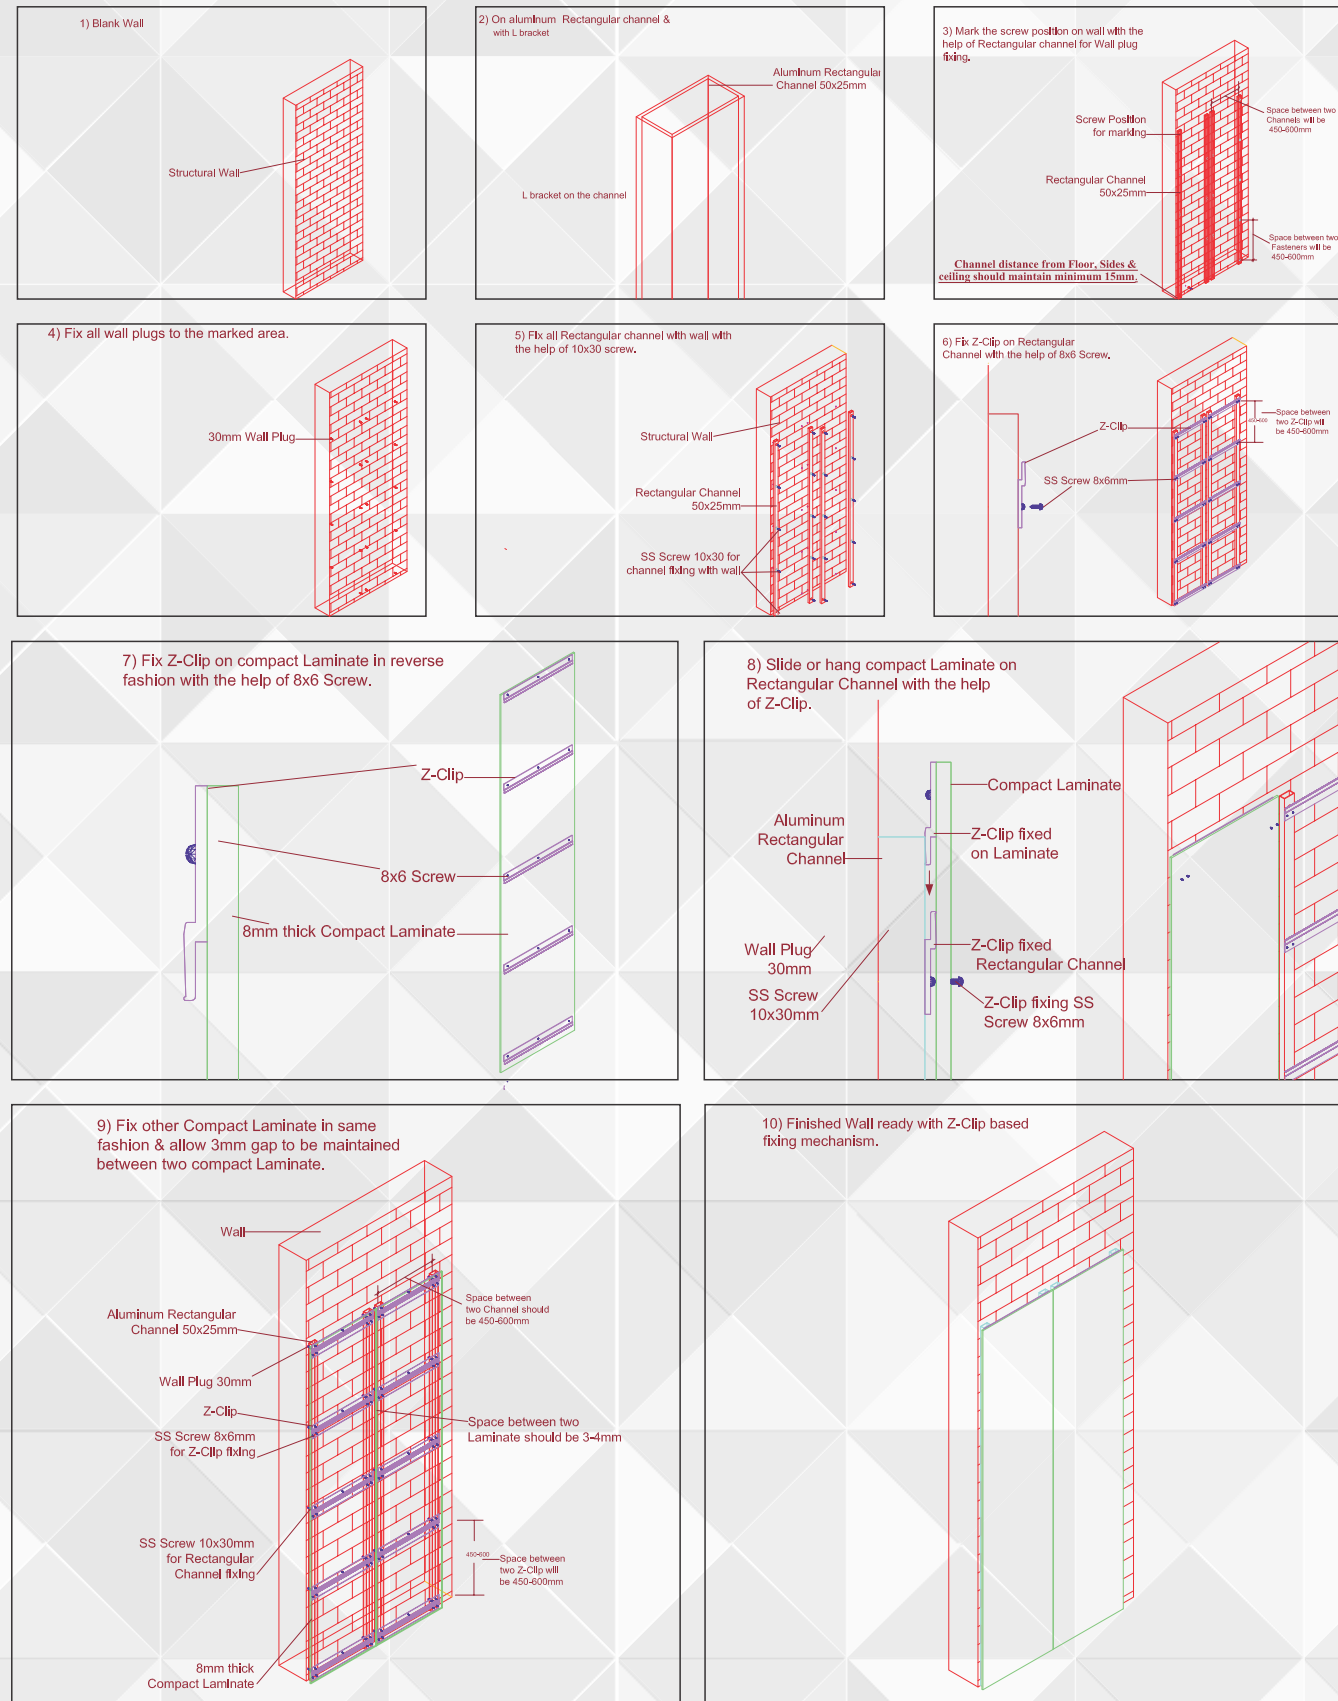 1) Blank Wall
Structural Wall
2) On aluminum Rectangular channel &
with L bracket
Aluminum Rectangular
Channel 50x25mm
L bracket on the channel
3) Mark the screw position on wall with the
help of Rectangular channel for Wall plug
fixing.
Screw Position
for marking
Space between two
Channels will be
450-600mm
Rectangular Channel
50x25mm
Space between two
Fasteners will be
450-600mm
Channel distance from Floor, Sides &
ceiling should maintain minimum 15mm.
4) Fix all wall plugs to the marked area.
30mm Wall Plug
5) Fix all Rectangular channel with wall with
the help of 10x30 screw.
Structural Wall
Rectangular Channel
50x25mm
SS Screw 10x30 for
channel fixing with wall
6) Fix Z-Clip on Rectangular
Channel with the help of 8x6 Screw.
Z-Clip
450-600
Space between
two Z-Clip will
be 450-600mm
SS Screw 8x6mm
7) Fix Z-Clip on compact Laminate in reverse
fashion with the help of 8x6 Screw.
Z-Clip
8x6 Screw
8mm thick Compact Laminate
8) Slide or hang compact Laminate on
Rectangular Channel with the help
of Z-Clip.
Compact Laminate
Aluminum
Rectangular
Channel
Z-Clip fixed
on Laminate
Wall Plug
30mm
Z-Clip fixed
Rectangular Channel
SS Screw
10x30mm
Z-Clip fixing SS
Screw 8x6mm
9) Fix other Compact Laminate in same
fashion & allow 3mm gap to be maintained
between two compact Laminate.
Wall
Space between
two Channel should
be 450-600mm
Aluminum Rectangular
Channel 50x25mm
Wall Plug 30mm
Z-Clip
SS Screw 8x6mm
for Z-Clip fixing
Space between two
Laminate should be 3-4mm
SS Screw 10x30mm
for Rectangular
Channel fixing
450-600
Space between
two Z-Clip will
be 450-600mm
8mm thick
Compact Laminate
10) Finished Wall ready with Z-Clip based
fixing mechanism.